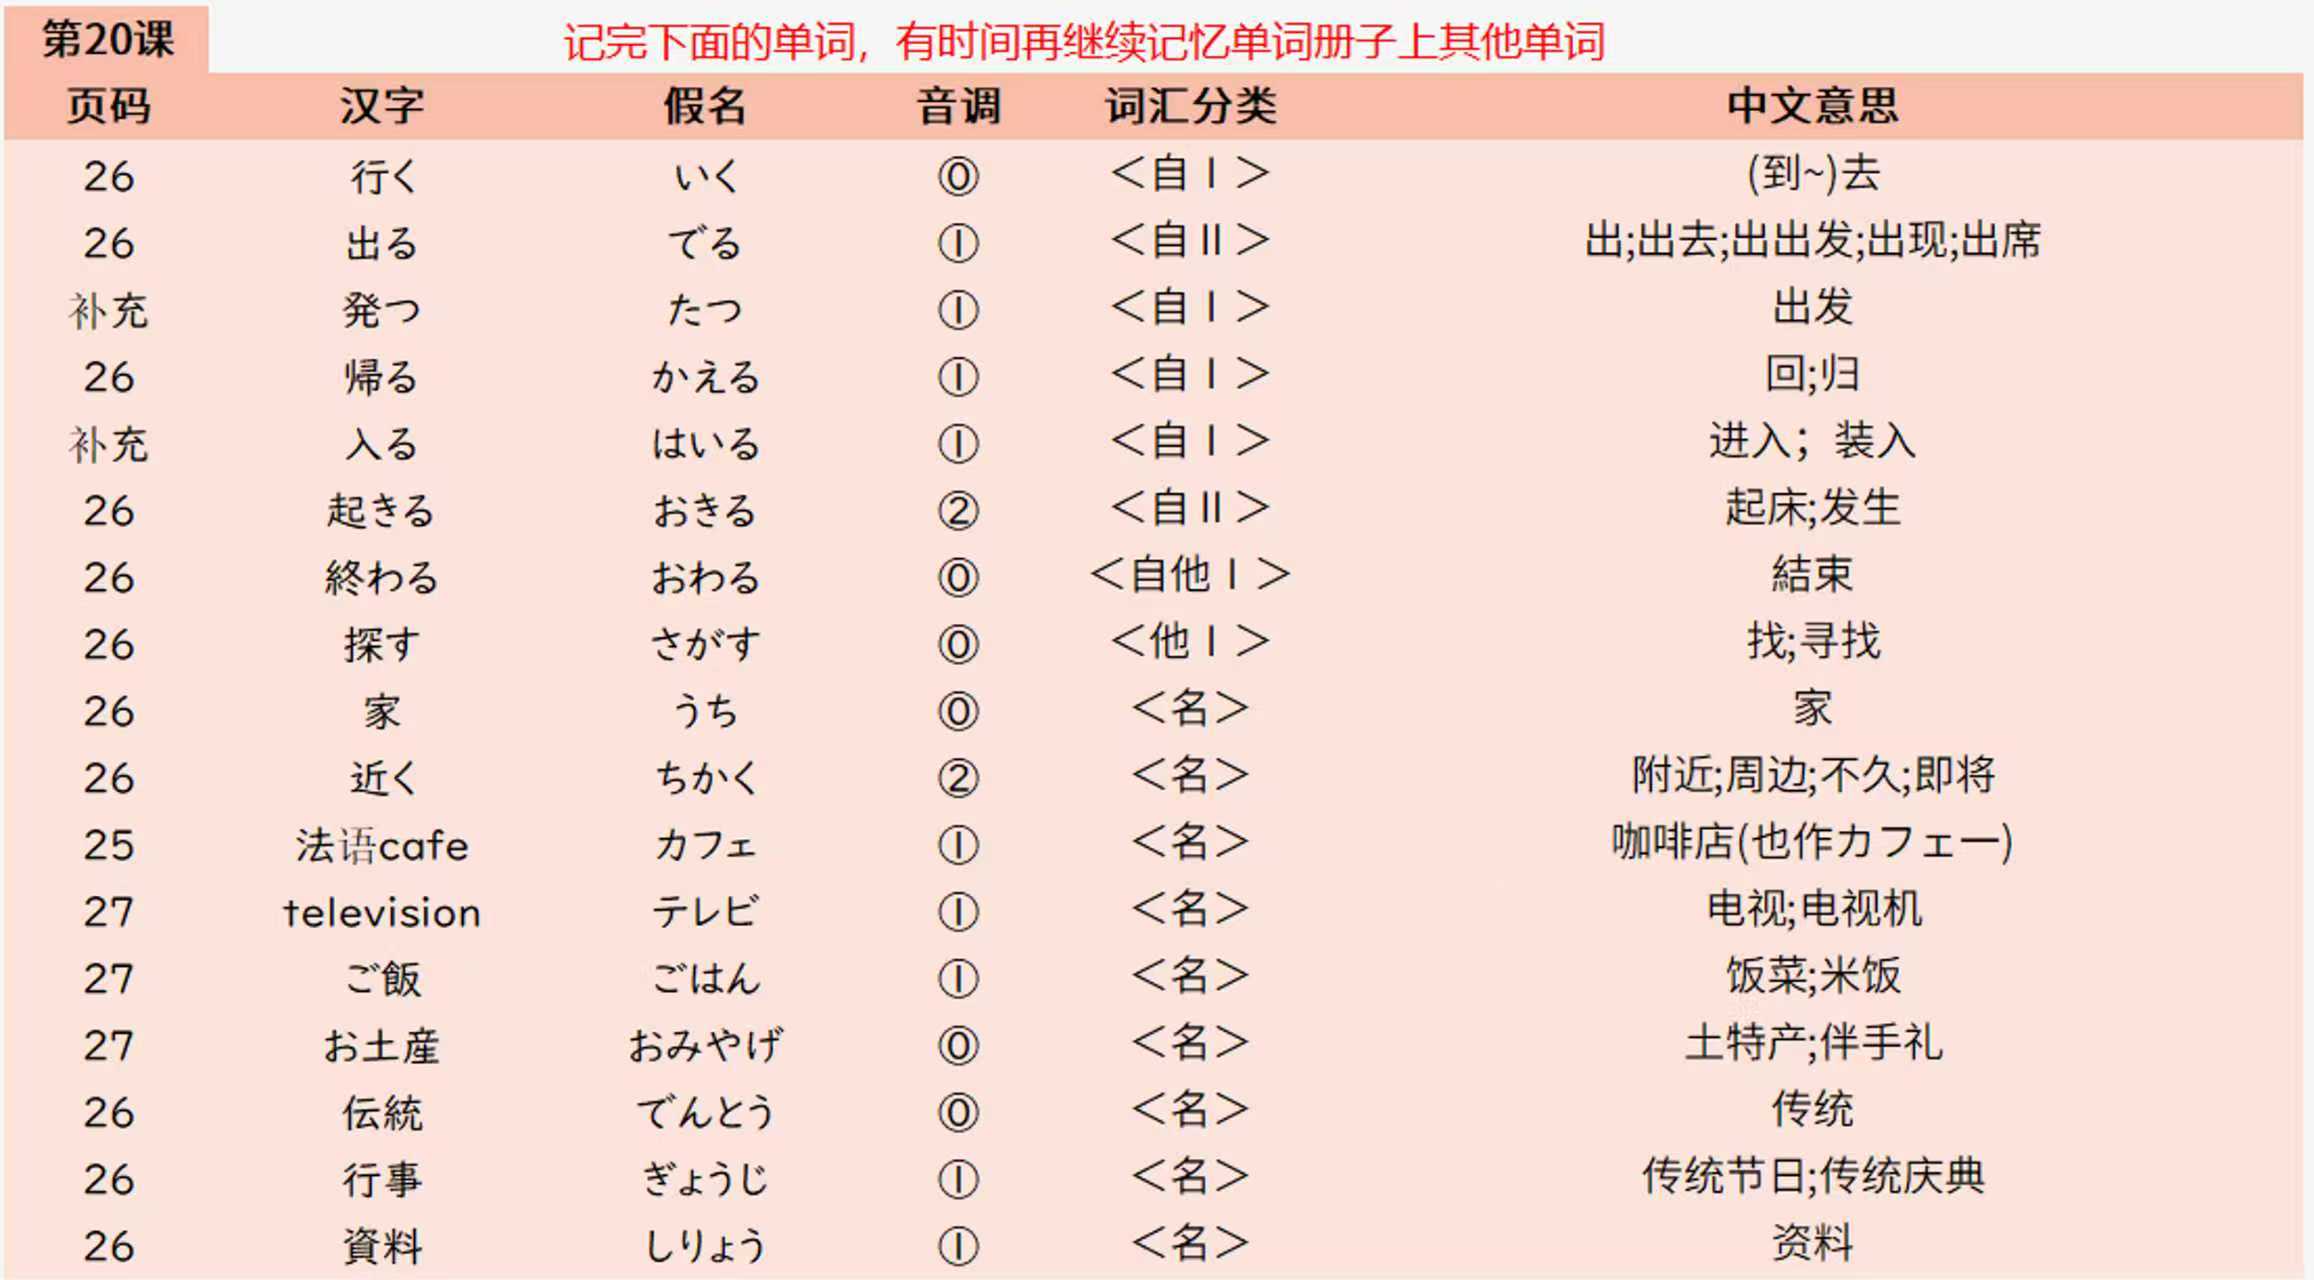 第20课 记完下面的单词，有时间再继续记忆单词册子上其他单词
页码 汉字 假名 音调 词汇分类 中文意思
26 行く いく ⓪ ＜自Ⅰ＞ (到~)去
26 出る でる ① ＜自Ⅱ＞ 出;出去;出出发;出现;出席
补充 発つ たつ ① ＜自Ⅰ＞ 出发
26 帰る かえる ① ＜自Ⅰ＞ 回;归
补充 入る はいる ① ＜自Ⅰ＞ 进入；装入
26 起きる おきる ② ＜自Ⅱ＞ 起床;发生
26 終わる おわる ⓪ ＜自他Ⅰ＞ 結束
26 探す さがす ⓪ ＜他Ⅰ＞ 找;寻找
26 家 うち ⓪ ＜名＞ 家
26 近く ちかく ② ＜名＞ 附近;周边;不久;即将
25 法语cafe カフェ ① ＜名＞ 咖啡店(也作カフェー)
27 television テレビ ① ＜名＞ 电视;电视机
27 ご飯 ごはん ① ＜名＞ 饭菜;米饭
27 お土産 おみやげ ⓪ ＜名＞ 土特产;伴手礼
26 伝統 でんとう ⓪ ＜名＞ 传统
26 行事 ぎょうじ ① ＜名＞ 传统节日;传统庆典
26 資料 しりょう ① ＜名＞ 资料